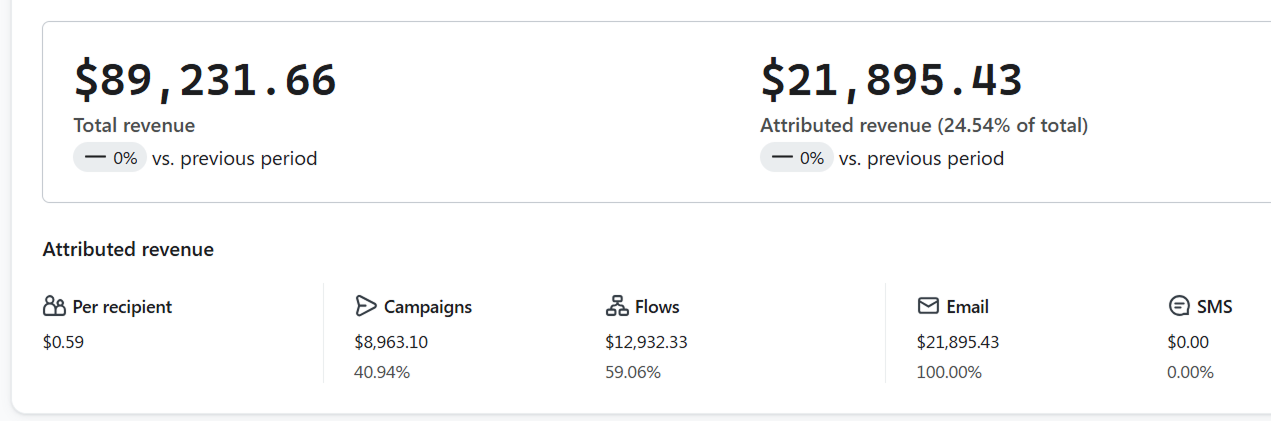 $89,231.66
Total revenue
— 0% vs. previous period
$21,895.43
Attributed revenue (24.54% of total)
— 0% vs. previous period
Attributed revenue
Per recipient
$0.59
Campaigns
$8,963.10
40.94%
Flows
$12,932.33
59.06%
Email
$21,895.43
100.00%
SMS
$0.00
0.00%